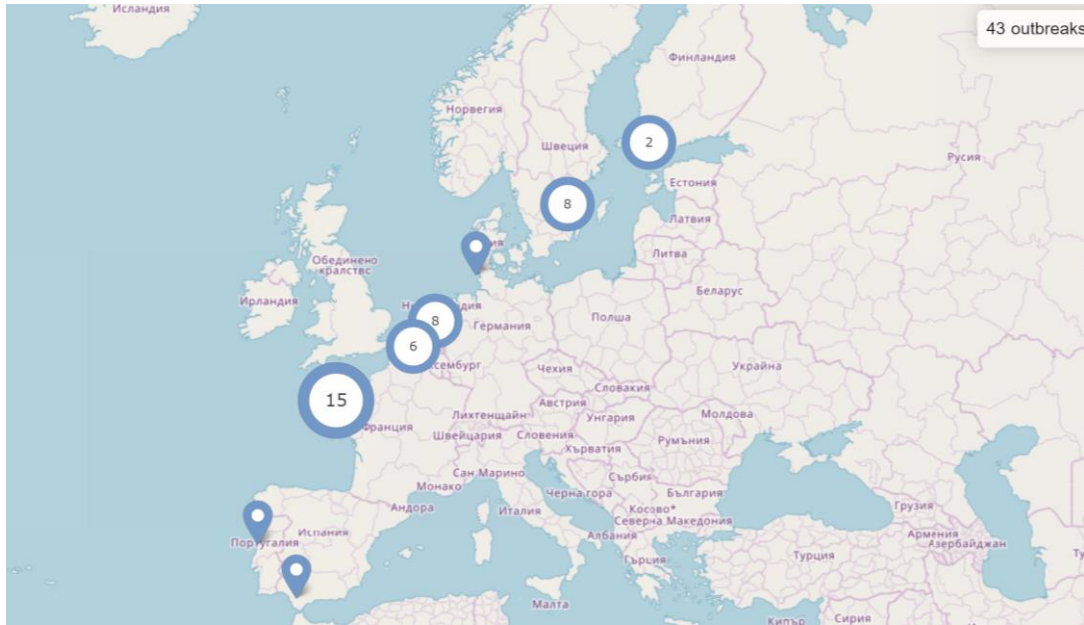 Исландия
43 outbreaks
Финландия
Норвегия
2
Швеция
Русия
Естония
8
Латвия
Литва
Обединено
кралство
Ирландия
Беларус
8
Полша
Германия
6
Украйна
Чехия
Словакия
15
Австрия
Молдова
Лихтенщайн
Унгария
Франция
Швейцария
Словения
Румъния
Хърватия
Сан Марино
Сърбия
Монако
Черна гора
България
Андора
Италия
Косово*
Грузия
Испания
Северна Македония
Албания
Армения
Португалия
Азербайджан
Гърция
Турция
Малта
Кипър
Сирия